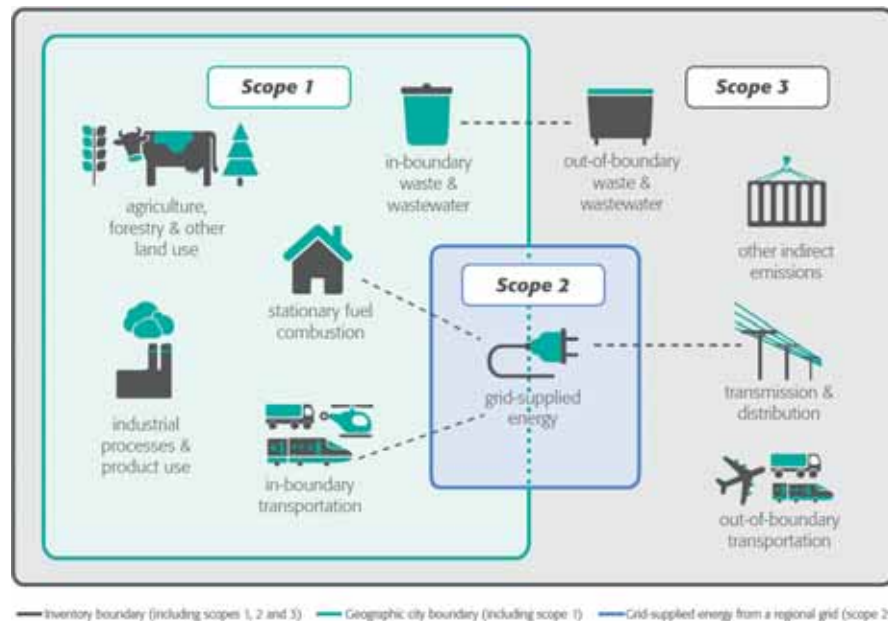 Scope 1
Scope 3
in-boundary
waste &
wastewater
out-of-boundary
waste &
wastewater
agriculture,
forestry & other
land use
other indirect
emissions
Scope 2
stationary fuel
combustion
grid-supplied
energy
transmission &
distribution
industrial
processes &
product use
in-boundary
transportation
out-of-boundary
transportation
Inventory boundary (including scopes 1, 2 and 3) Geographic city boundary (including scope 1) Grid-supplied energy from a regional grid (scope 2